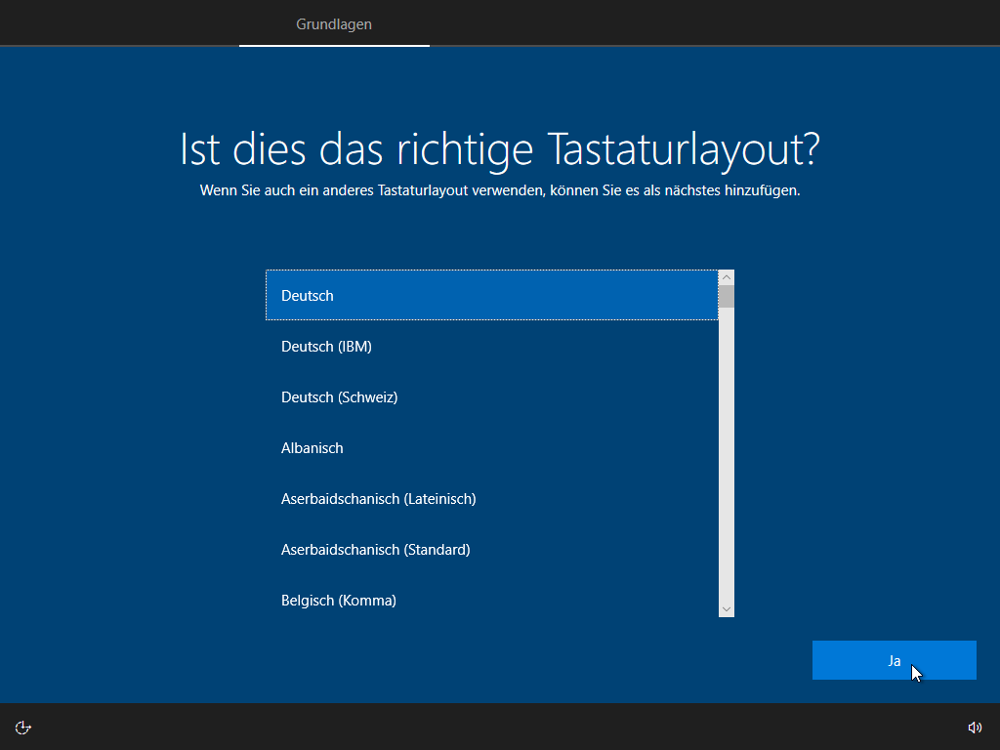 Grundlagen
Ist dies das richtige Tastaturlayout?
Wenn Sie auch ein anderes Tastaturlayout verwenden, können Sie es als nächstes hinzufügen.
Deutsch
Deutsch (IBM)
Deutsch (Schweiz)
Albanisch
Aserbaidschanisch (Lateinisch)
Aserbaidschanisch (Standard)
Belgisch (Komma)
Ja